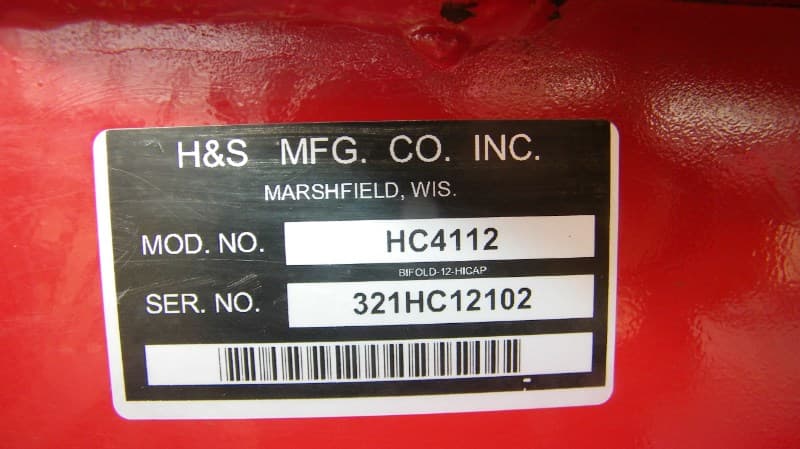 H&S MFG. CO. INC.
MARSHFIELD, WIS.
MOD. NO. HC4112
BIFOLD-12-HICAP
SER. NO. 321HC12102